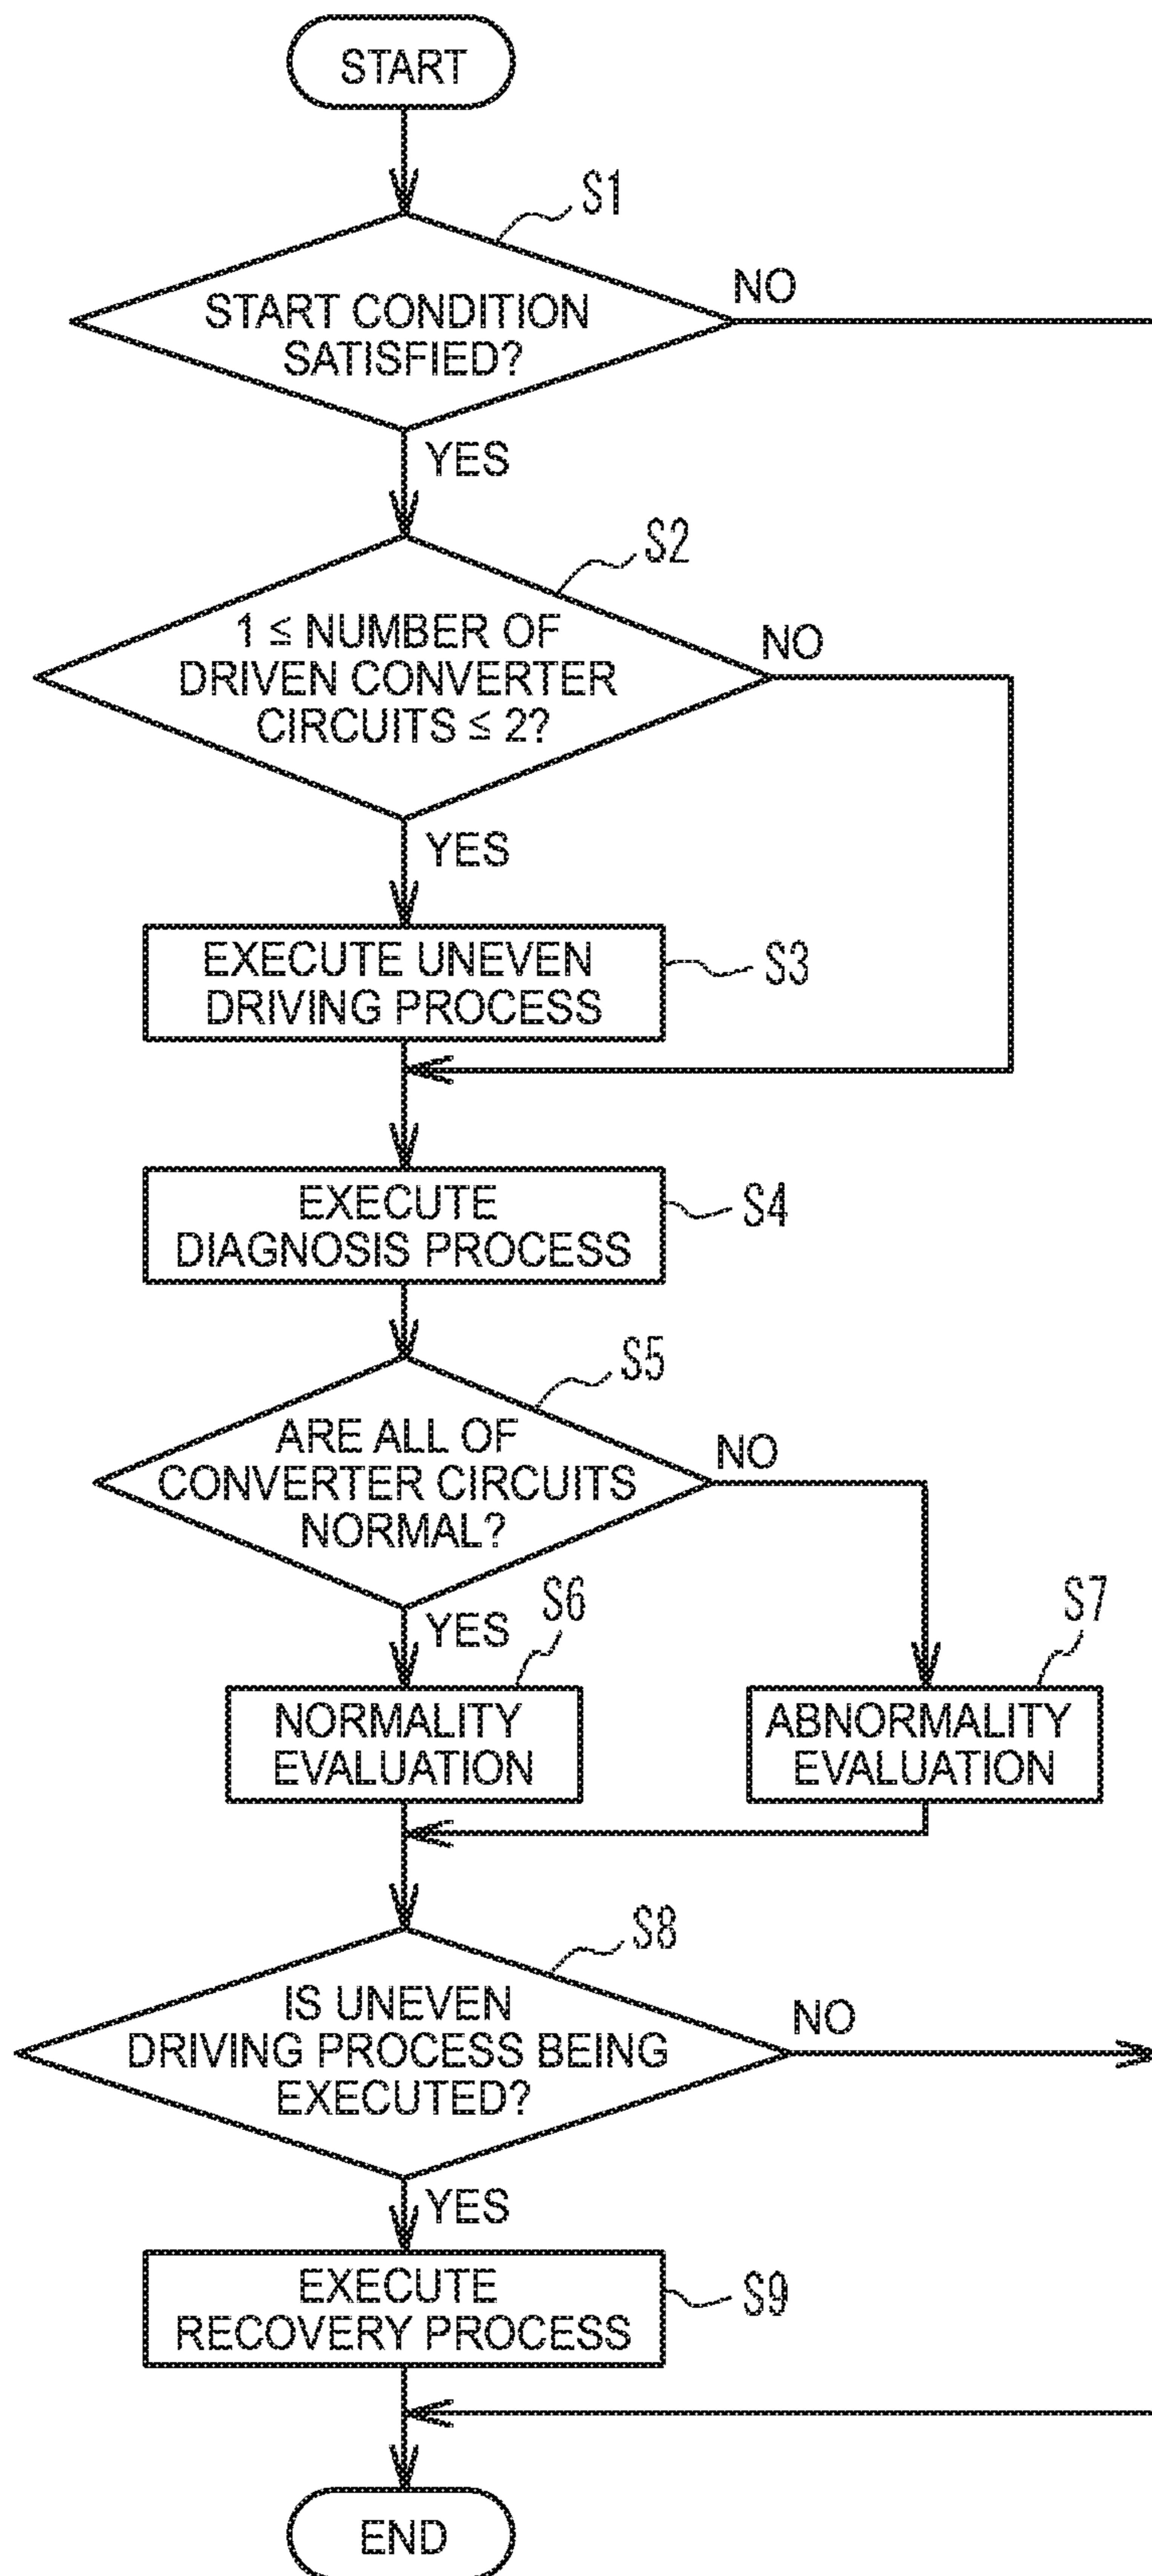 START
S1
START CONDITION
SATISFIED?
NO
YES
S2
1 ≤ NUMBER OF
DRIVEN CONVERTER
CIRCUITS ≤ 2?
NO
YES
EXECUTE UNEVEN
DRIVING PROCESS
S3
EXECUTE
DIAGNOSIS PROCESS
S4
S5
ARE ALL OF
CONVERTER CIRCUITS
NORMAL?
NO
YES
S6
S7
NORMALITY
EVALUATION
ABNORMALITY
EVALUATION
S8
IS UNEVEN
DRIVING PROCESS BEING
EXECUTED?
NO
YES
EXECUTE
RECOVERY PROCESS
S9
END